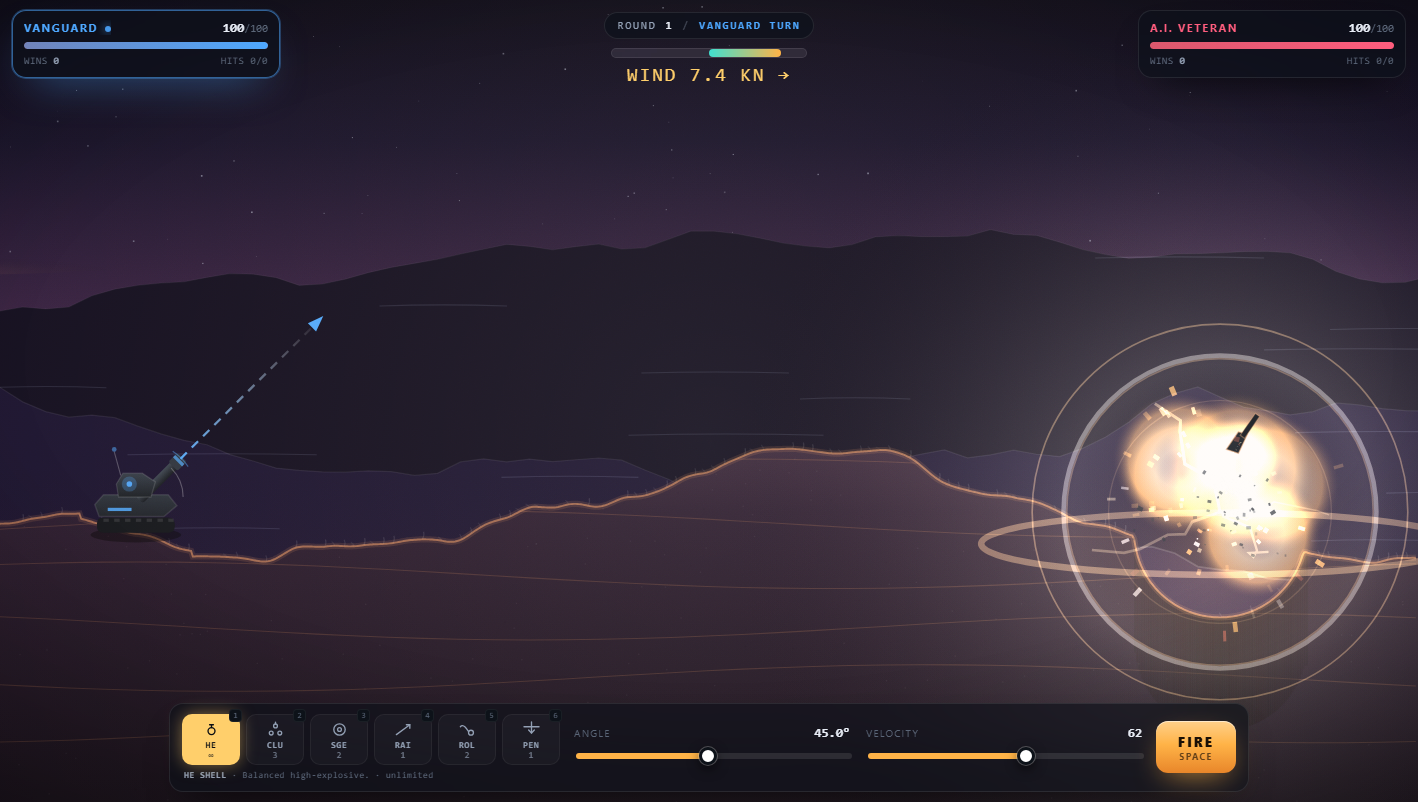 VANGUARD 100/100
WINS 0 HITS 0/0
ROUND 1 / VANGUARD TURN
WIND 7.4 KN →
A.I. VETERAN 100/100
WINS 0 HITS 0/0
1 2 3 4 5 6
HE CLU SGE RAI ROL PEN
∞ 3 2 1 2 1
HE SHELL · Balanced high-explosive. · unlimited
ANGLE 45.0°
VELOCITY 62
FIRE
SPACE